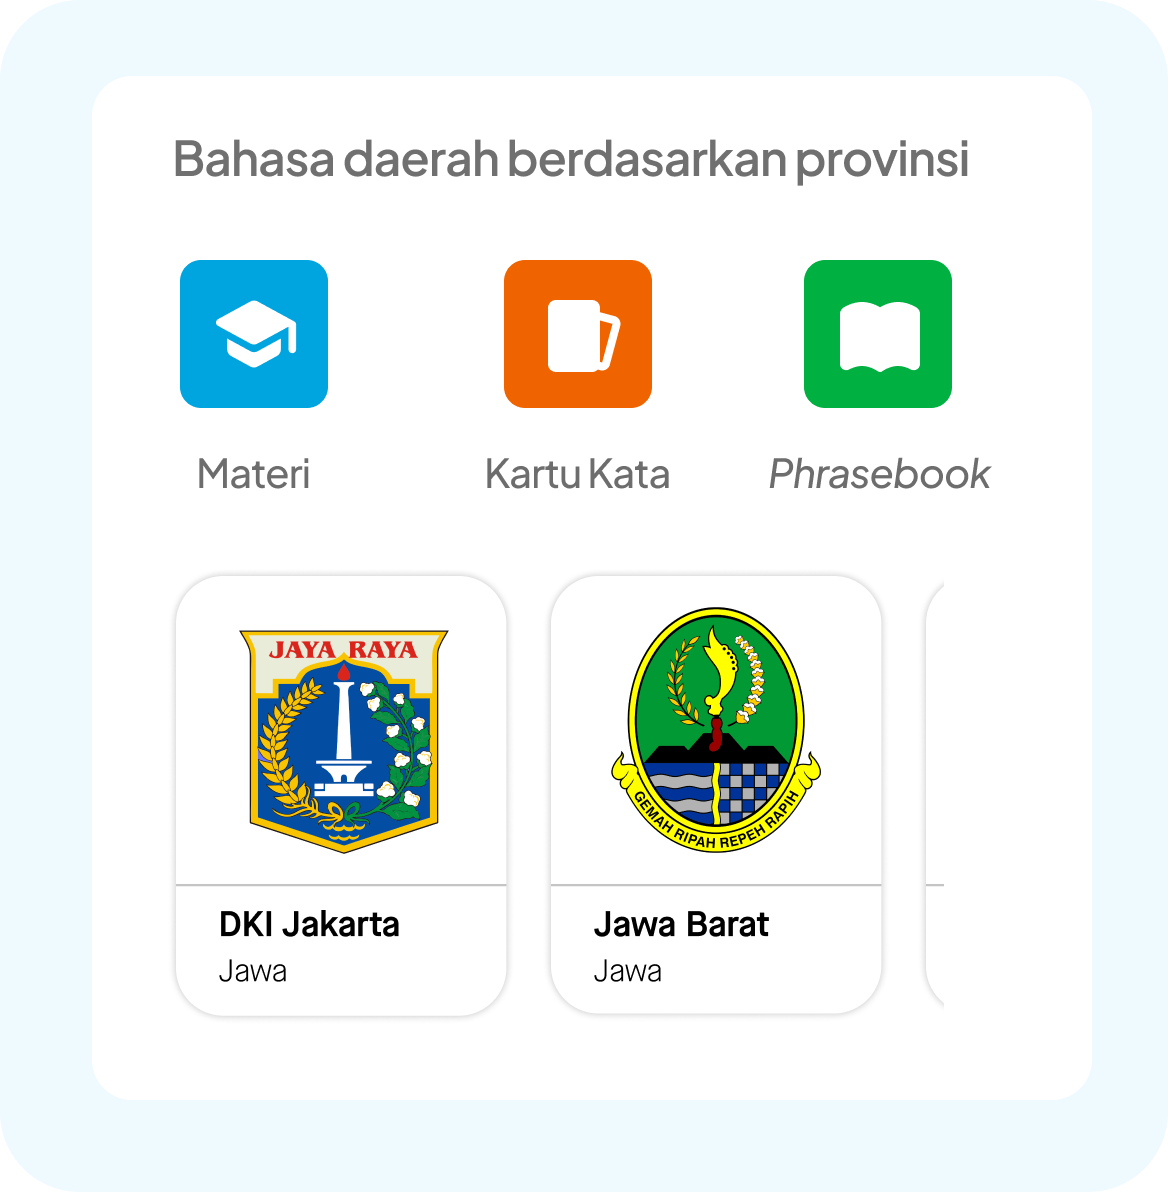 Bahasa daerah berdasarkan provinsi
Materi
Kartu Kata
Phrasebook
JAYA RAYA
GEMAH RIPAH REPEH RAPIH
DKI Jakarta
Jawa
Jawa Barat
Jawa